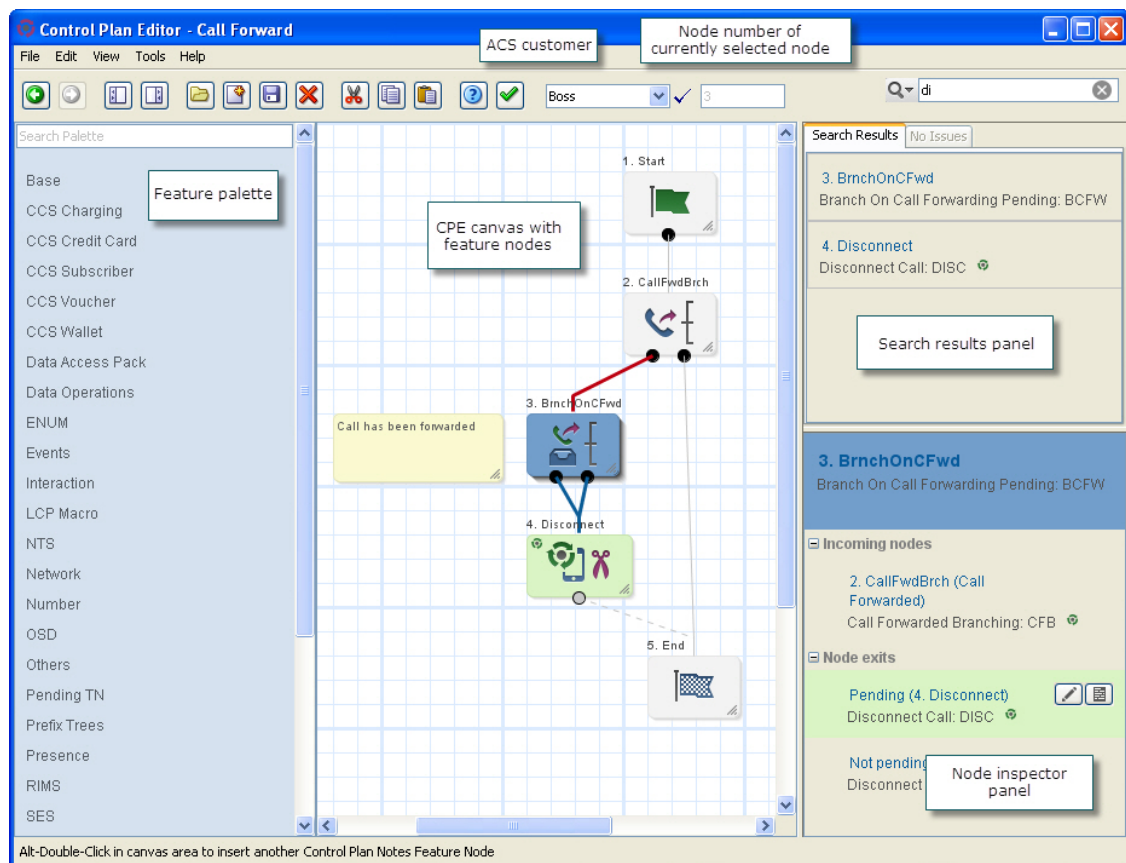 Control Plan Editor - Call Forward
File Edit View Tools Help
ACS customer
Node number of
currently selected node
Boss
3
di
Search Palette
Base
CCS Charging
CCS Credit Card
CCS Subscriber
CCS Voucher
CCS Wallet
Data Access Pack
Data Operations
ENUM
Events
Interaction
LCP Macro
NTS
Network
Number
OSD
Others
Pending TN
Prefix Trees
Presence
RIMS
SES
Feature palette
1. Start
CPE canvas with
feature nodes
2. CallFwdBrch
3. BrnchOnCFwd
Call has been forwarded
4. Disconnect
5. End
Search Results No Issues
3. BrnchOnCFwd
Branch On Call Forwarding Pending: BCFW
4. Disconnect
Disconnect Call: DISC
Search results panel
3. BrnchOnCFwd
Branch On Call Forwarding Pending: BCFW
Incoming nodes
2. CallFwdBrch (Call
Forwarded)
Call Forwarded Branching: CFB
Node exits
Pending (4. Disconnect)
Disconnect Call: DISC
Not pending
Disconnect
Node inspector
panel
Alt-Double-Click in canvas area to insert another Control Plan Notes Feature Node